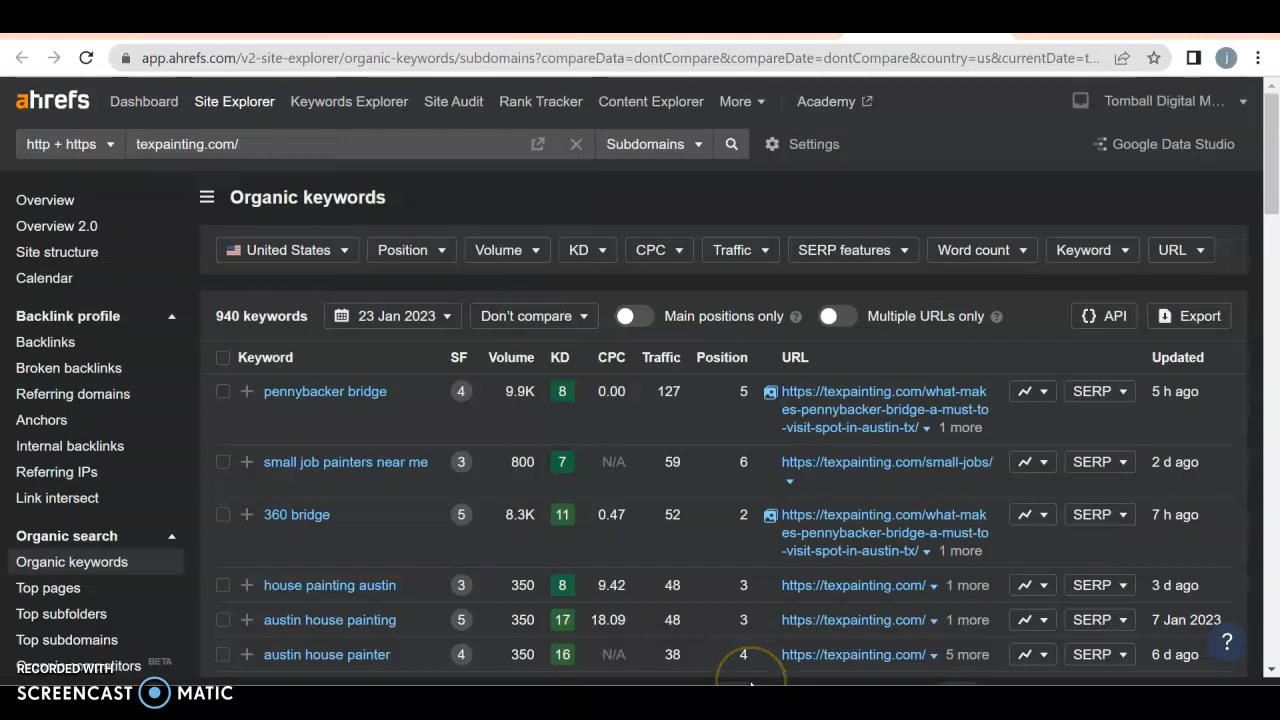 app.ahrefs.com/v2-site-explorer/organic-keywords/subdomains?compareData=dontCompare&compareDate=dontCompare&country=us&currentDate=t...
j
ahrefs Dashboard Site Explorer Keywords Explorer Site Audit Rank Tracker Content Explorer More Academy Tomball Digital M...
http + https texpainting.com/ Subdomains Settings Google Data Studio
Overview
Overview 2.0
Site structure
Calendar
Backlink profile
Backlinks
Broken backlinks
Referring domains
Anchors
Internal backlinks
Referring IPs
Link intersect
Organic search
Organic keywords
Top pages
Top subfolders
Top subdomains
BETA
Organic keywords
United States Position Volume KD CPC Traffic SERP features Word count Keyword URL
940 keywords 23 Jan 2023 Don't compare Main positions only ? Multiple URLs only ? {} API Export
Keyword SF Volume KD CPC Traffic Position URL Updated
pennybacker bridge 4 9.9K 8 0.00 127 5 https://texpainting.com/what-mak SERP 5 h ago
es-pennybacker-bridge-a-must-to
-visit-spot-in-austin-tx/ 1 more
small job painters near me 3 800 7 N/A 59 6 https://texpainting.com/small-jobs/ SERP 2 d ago
360 bridge 5 8.3K 11 0.47 52 2 https://texpainting.com/what-mak SERP 7 h ago
es-pennybacker-bridge-a-must-to
-visit-spot-in-austin-tx/ 1 more
house painting austin 3 350 8 9.42 48 3 https://texpainting.com/ 1 more SERP 3 d ago
austin house painting 5 350 17 18.09 48 3 https://texpainting.com/ 1 more SERP 7 Jan 2023
austin house painter 4 350 16 N/A 38 4 https://texpainting.com/ 5 more SERP 6 d ago
?
RECORDED WITH
SCREENCAST MATIC